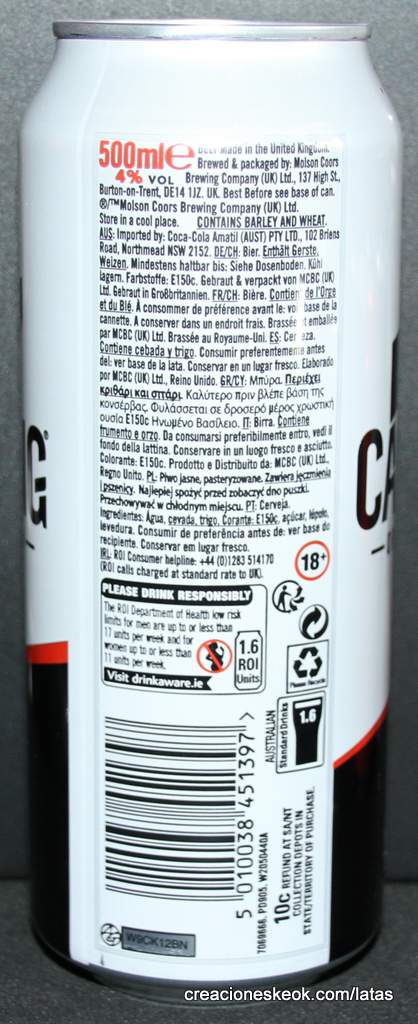 500ml℮ Beer made in the United Kingdom.
4% VOL Brewed & packaged by: Molson Coors
Brewing Company (UK) Ltd., 137 High St.,
Burton-on-Trent, DE14 1JZ. UK. Best Before see base of can.
®/™Molson Coors Brewing Company (UK) Ltd.
Store in a cool place. CONTAINS BARLEY AND WHEAT.
AUS: Imported by: Coca-Cola Amatil (AUST) PTY LTD., 102 Briens
Road, Northmead NSW 2152. DE/CH: Bier. Enthält Gerste,
Weizen. Mindestens haltbar bis: Siehe Dosenboden. Kühl
lagern. Farbstoffe: E150c. Gebraut & verpackt von MCBC (UK)
Ltd. Gebraut in Großbritannien. FR/CH: Bière. Contient de l'Orge
et du Blé. À consommer de préférence avant le: voir base de la
cannette. A conserver dans un endroit frais. Brassée et emballée
par MCBC (UK) Ltd. Brassée au Royaume-Uni. ES: Cerveza.
Contiene cebada y trigo. Consumir preferentemente antes
del: ver base de lata. Conservar en un lugar fresco. Elaborado
por MCBC (UK) Ltd., Reino Unido. GR/CY: Μπύρα. Περιέχει
κριθάρι και σιτάρι. Καλύτερο πριν βλέπε βάση της
κονσέρβας. Φυλάσσεται σε δροσερό μέρος χρωστική
ουσία E150c Ηνωμένο Βασίλειο. IT: Birra. Contiene
frumento e orzo. Da consumarsi preferibilmente entro, vedi il
fondo della lattina. Conservare in un luogo fresco e asciutto.
Colorante: E150c. Prodotto e Distribuito da: MCBC (UK) Ltd.,
Regno Unito. PL: Piwo jasne, pasteryzowane. Zawiera jęczmienia
i pszenicy. Najlepiej spożyć przed zobaczyć dno puszki.
Przechowywać w chłodnym miejscu. PT: Cerveja.
Ingredientes: Água, cevada, trigo, Corante: E150c, açúcar, lúpolo,
levedura. Consumir de preferência antes de: ver base do
recipiente. Conservar em lugar fresco.
IRL: ROI Consumer helpline: +44 (0)1283 514170
(ROI calls charged at standard rate to UK).
18+
PLEASE DRINK RESPONSIBLY
The ROI Department of Health low risk
limits for men are up to or less than
17 units per week and for
women up to or less than
11 units per week.
Visit drinkaware.ie
1.6
ROI
Units
Please Recycle
AUSTRALIAN
Standard Drinks
1.6
5 010038 451397 >
7069666. P0905. W2050440A
10c REFUND AT SA/NT
COLLECTION DEPOTS IN
STATE/TERRITORY OF PURCHASE.
W9CK12BN
G®
CA
creacioneskeok.com/latas